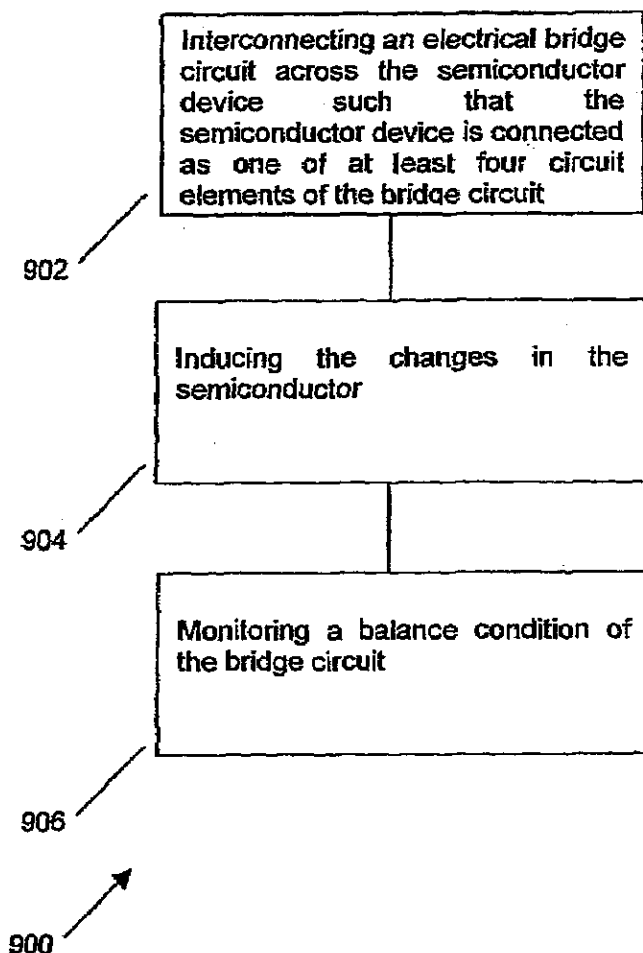 Interconnecting an electrical bridge
circuit across the semiconductor
device such that the
semiconductor device is connected
as one of at least four circuit
elements of the bridge circuit
902
Inducing the changes in the
semiconductor
904
Monitoring a balance condition of
the bridge circuit
906
900